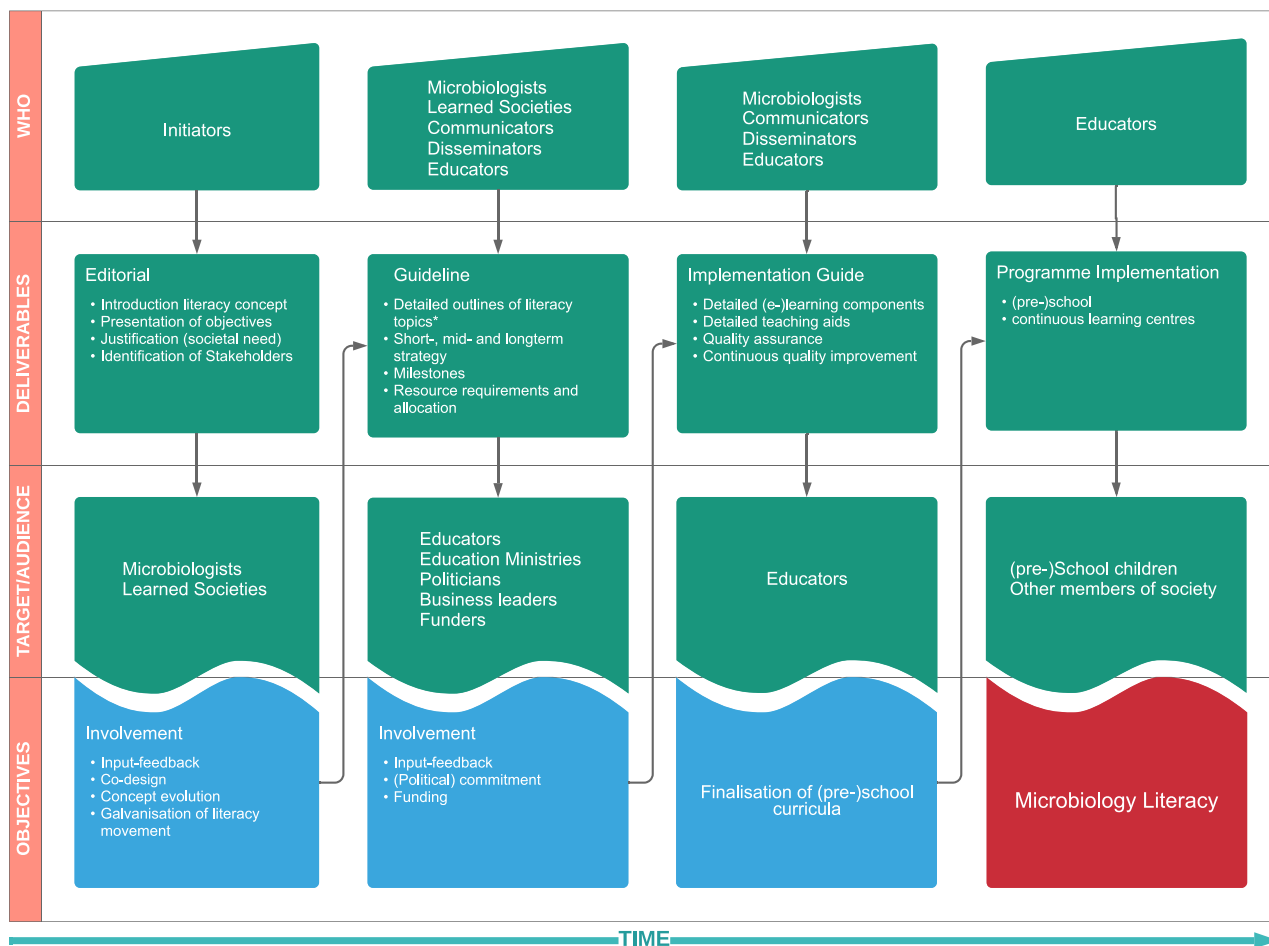 WHO
Initiators
Microbiologists
Learned Societies
Communicators
Disseminators
Educators
Microbiologists
Communicators
Disseminators
Educators
Educators
DELIVERABLES
Editorial
• Introduction literacy concept
• Presentation of objectives
• Justification (societal need)
• Identification of Stakeholders
Guideline
• Detailed outlines of literacy
topics*
• Short-, mid- and longterm
strategy
• Milestones
• Resource requirements and
allocation
Implementation Guide
• Detailed (e-)learning components
• Detailed teaching aids
• Quality assurance
• Continuous quality improvement
Programme Implementation
• (pre-)school
• continuous learning centres
TARGET/AUDIENCE
Microbiologists
Learned Societies
Educators
Education Ministries
Politicians
Business leaders
Funders
Educators
(pre-)School children
Other members of society
OBJECTIVES
Involvement
• Input-feedback
• Co-design
• Concept evolution
• Galvanisation of literacy
movement
Involvement
• Input-feedback
• (Political) commitment
• Funding
Finalisation of (pre-)school
curricula
Microbiology Literacy
TIME